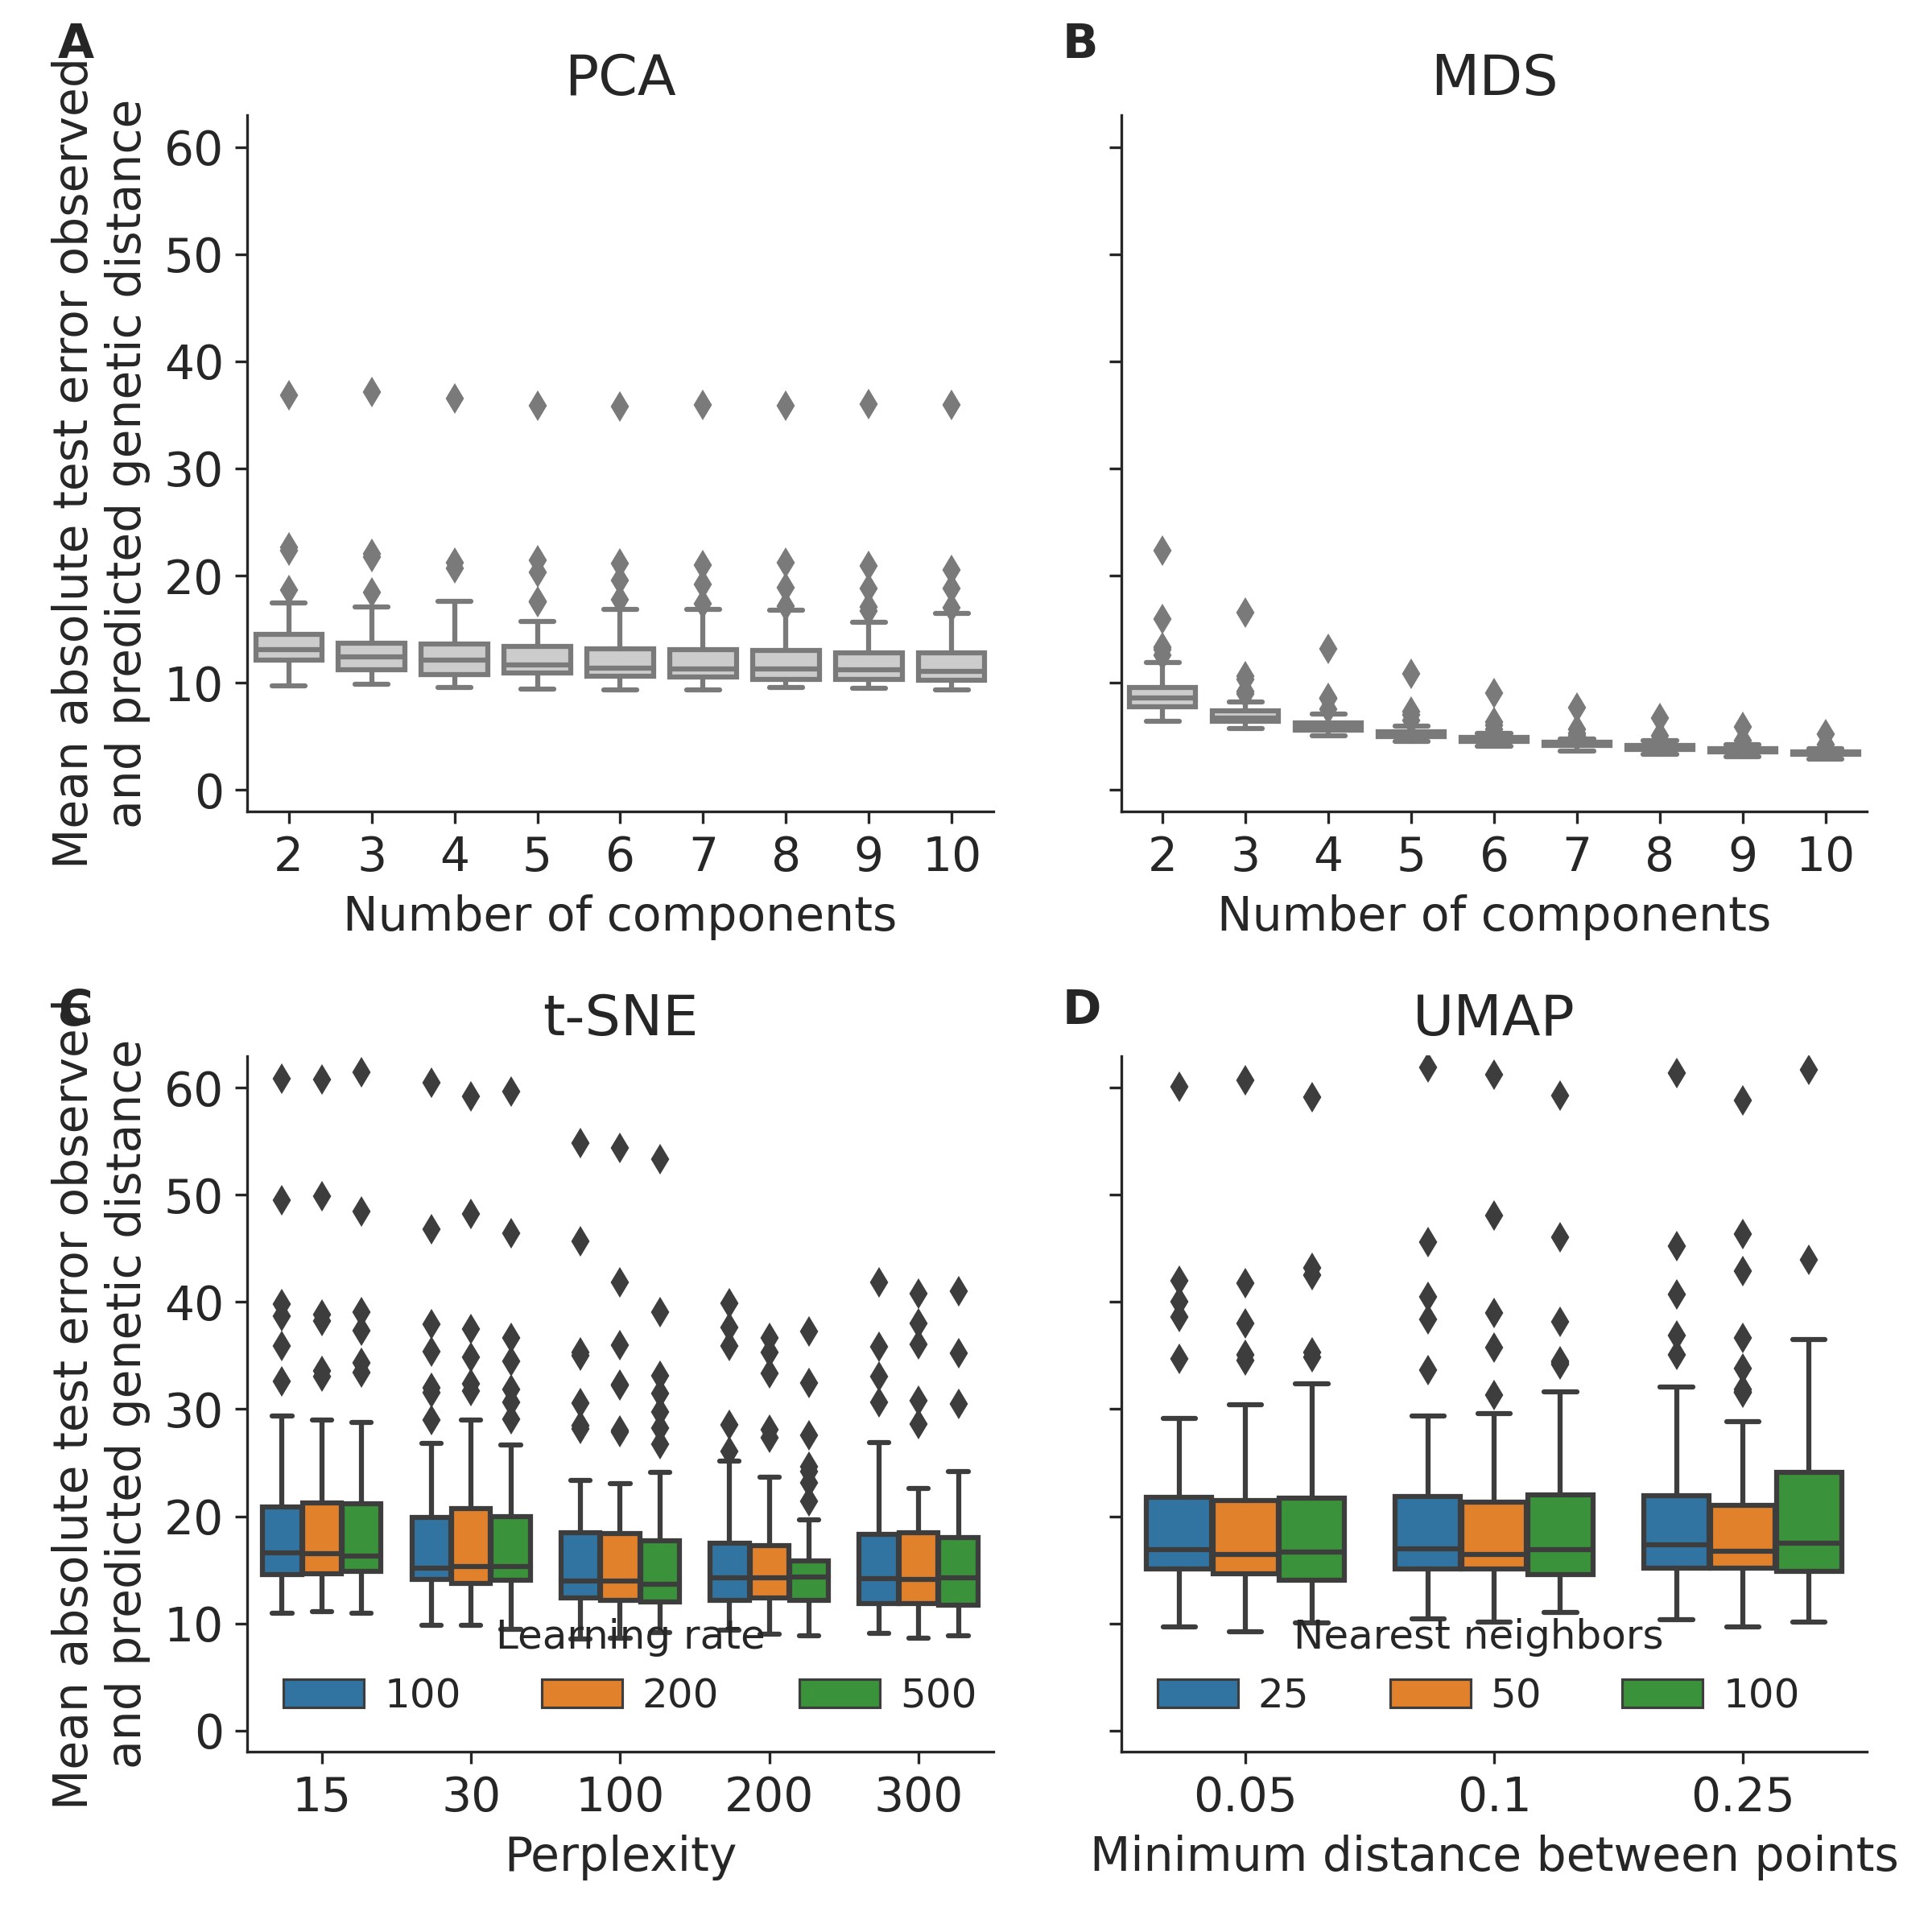 A
PCA
Mean absolute test error observed
and predicted genetic distance
60
50
40
30
20
10
0
2 3 4 5 6 7 8 9 10
Number of components
B
MDS
2 3 4 5 6 7 8 9 10
Number of components
C
t-SNE
Mean absolute test error observed
and predicted genetic distance
60
50
40
30
20
10
0
Learning rate
100 200 500
15 30 100 200 300
Perplexity
D
UMAP
Nearest neighbors
25 50 100
0.05 0.1 0.25
Minimum distance between points